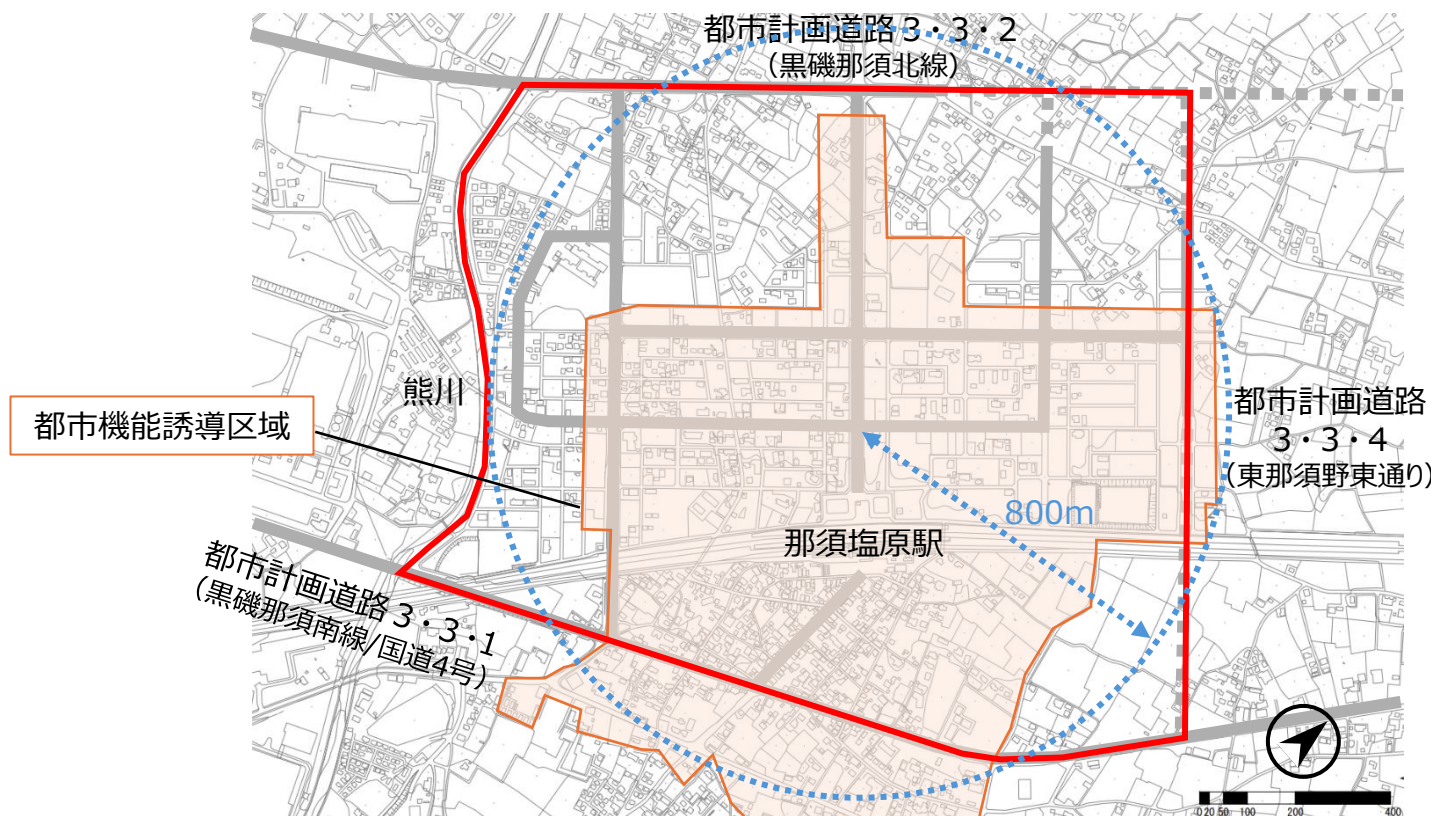 都市計画道路3・3・2
（黒磯那須北線）
熊川
都市機能誘導区域
都市計画道路
3・3・4
（東那須野東通り）
800m
那須塩原駅
都市計画道路3・3・1
（黒磯那須南線/国道4号）
0 20 50 100 200 400